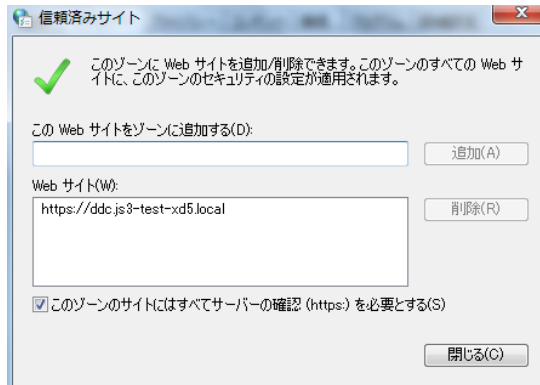 信頼済みサイト
このゾーンに Web サイトを追加/削除できます。このゾーンのすべての Web サ
イトに、このゾーンのセキュリティの設定が適用されます。
この Web サイトをゾーンに追加する(D):
追加(A)
Web サイト(W):
https://ddc.js3-test-xd5.local
削除(R)
このゾーンのサイトにはすべてサーバーの確認 (https:) を必要とする(S)
閉じる(C)